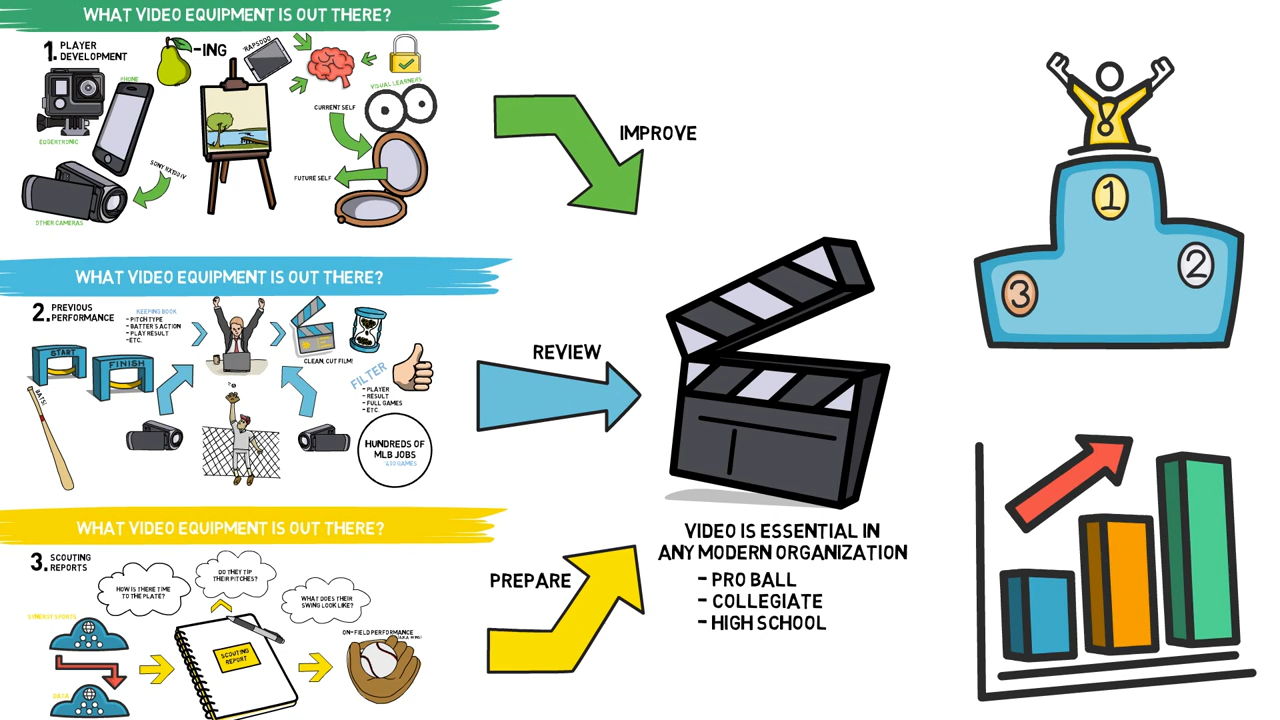 WHAT VIDEO EQUIPMENT IS OUT THERE?
1. PLAYER
DEVELOPMENT
-ING
RAPSODO
PHONE
EDGERTRONIC
OTHER CAMERAS
VISUAL LEARNERS
CURRENT SELF
FUTURE SELF
IMPROVE
WHAT VIDEO EQUIPMENT IS OUT THERE?
2. PREVIOUS
PERFORMANCE
START
FINISH
BATS!
KEEPING BOOK
- PITCH TYPE
- BATTER'S ACTION
- PLAY RESULT
- ETC.
CLEAN, CUT FILM!
FILTER
- PLAYER
- RESULT
- FULL GAMES
- ETC.
HUNDREDS OF
MLB JOBS
REVIEW
WHAT VIDEO EQUIPMENT IS OUT THERE?
3. SCOUTING
REPORTS
HOW IS THERE TIME
TO THE PLATE?
DO THEY TIP
THEIR PITCHES?
WHAT DOES THEIR
SWING LOOK LIKE?
SYNERGY SPORTS
DATA
SCOUTING
REPORT
ON-FIELD PERFORMANCE
PREPARE
VIDEO IS ESSENTIAL IN
ANY MODERN ORGANIZATION
- PRO BALL
- COLLEGIATE
- HIGH SCHOOL
1
2
3